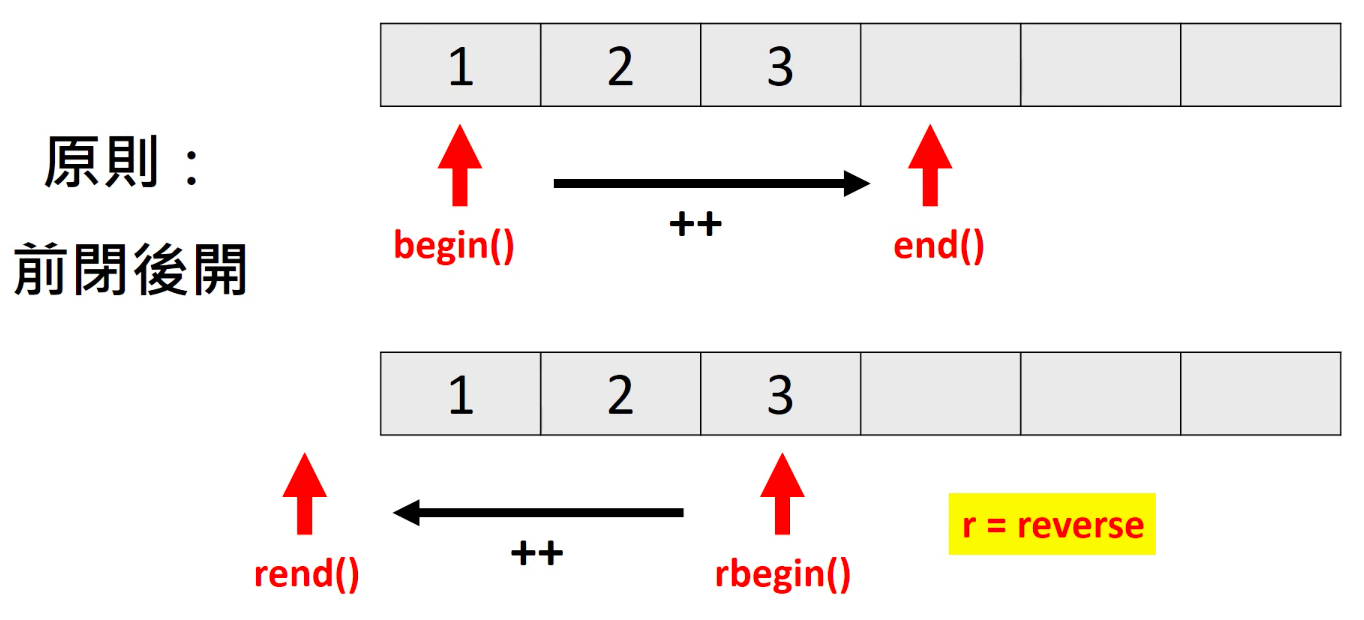 1 2 3
原則：
前閉後開
begin()
++
end()
1 2 3
rend()
++
rbegin()
r = reverse